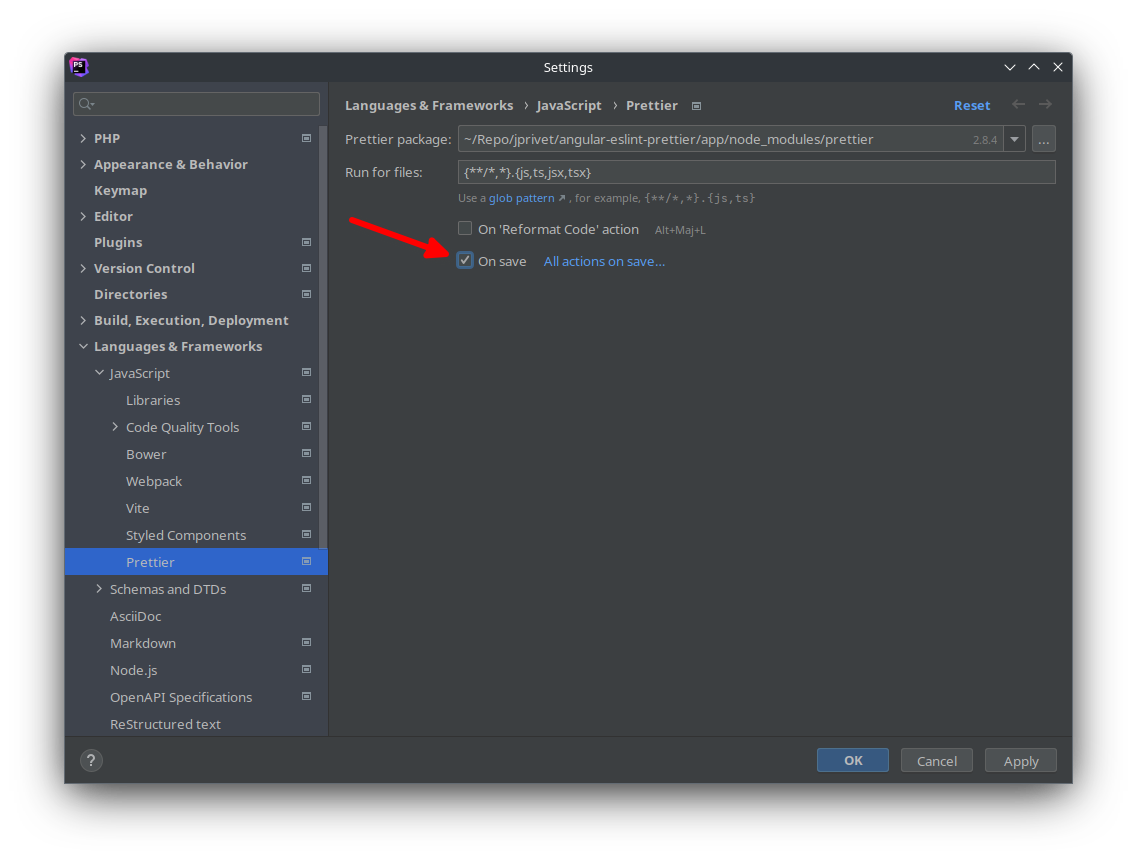 PS
Settings
Languages & Frameworks › JavaScript › Prettier
Reset
PHP
Appearance & Behavior
Keymap
Editor
Plugins
Version Control
Directories
Build, Execution, Deployment
Languages & Frameworks
JavaScript
Libraries
Code Quality Tools
Bower
Webpack
Vite
Styled Components
Prettier
Schemas and DTDs
AsciiDoc
Markdown
Node.js
OpenAPI Specifications
ReStructured text
Prettier package: ~/Repo/jprivet/angular-eslint-prettier/app/node_modules/prettier 2.8.4 ...
Run for files: {**/*,*}.{js,ts,jsx,tsx}
Use a glob pattern ↗ , for example, {**/*,*}.{js,ts}
On 'Reformat Code' action Alt+Maj+L
On save All actions on save...
? OK Cancel Apply